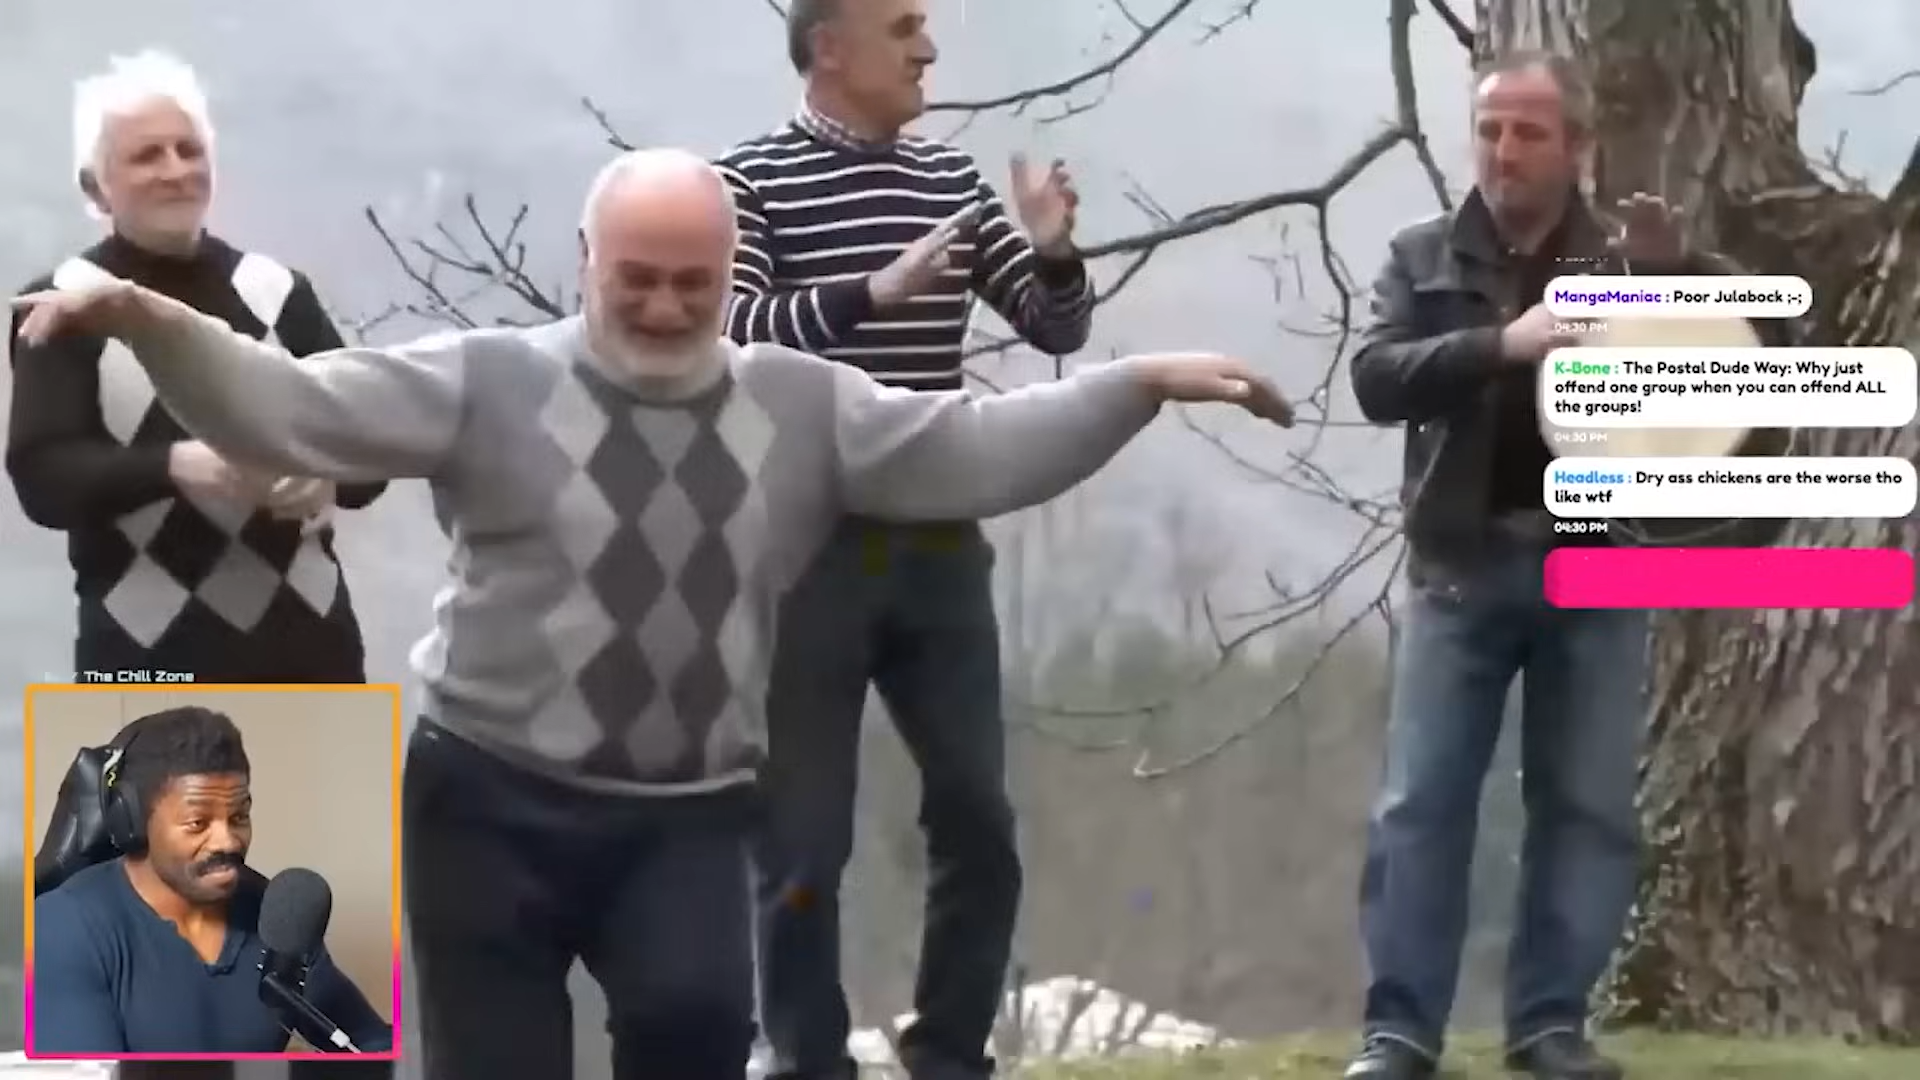 MangaManiac : Poor Julabock ;-;
04:30 PM
K-Bone : The Postal Dude Way: Why just
offend one group when you can offend ALL
the groups!
04:30 PM
Headless : Dry ass chickens are the worse tho
like wtf
04:30 PM
The Chill Zone